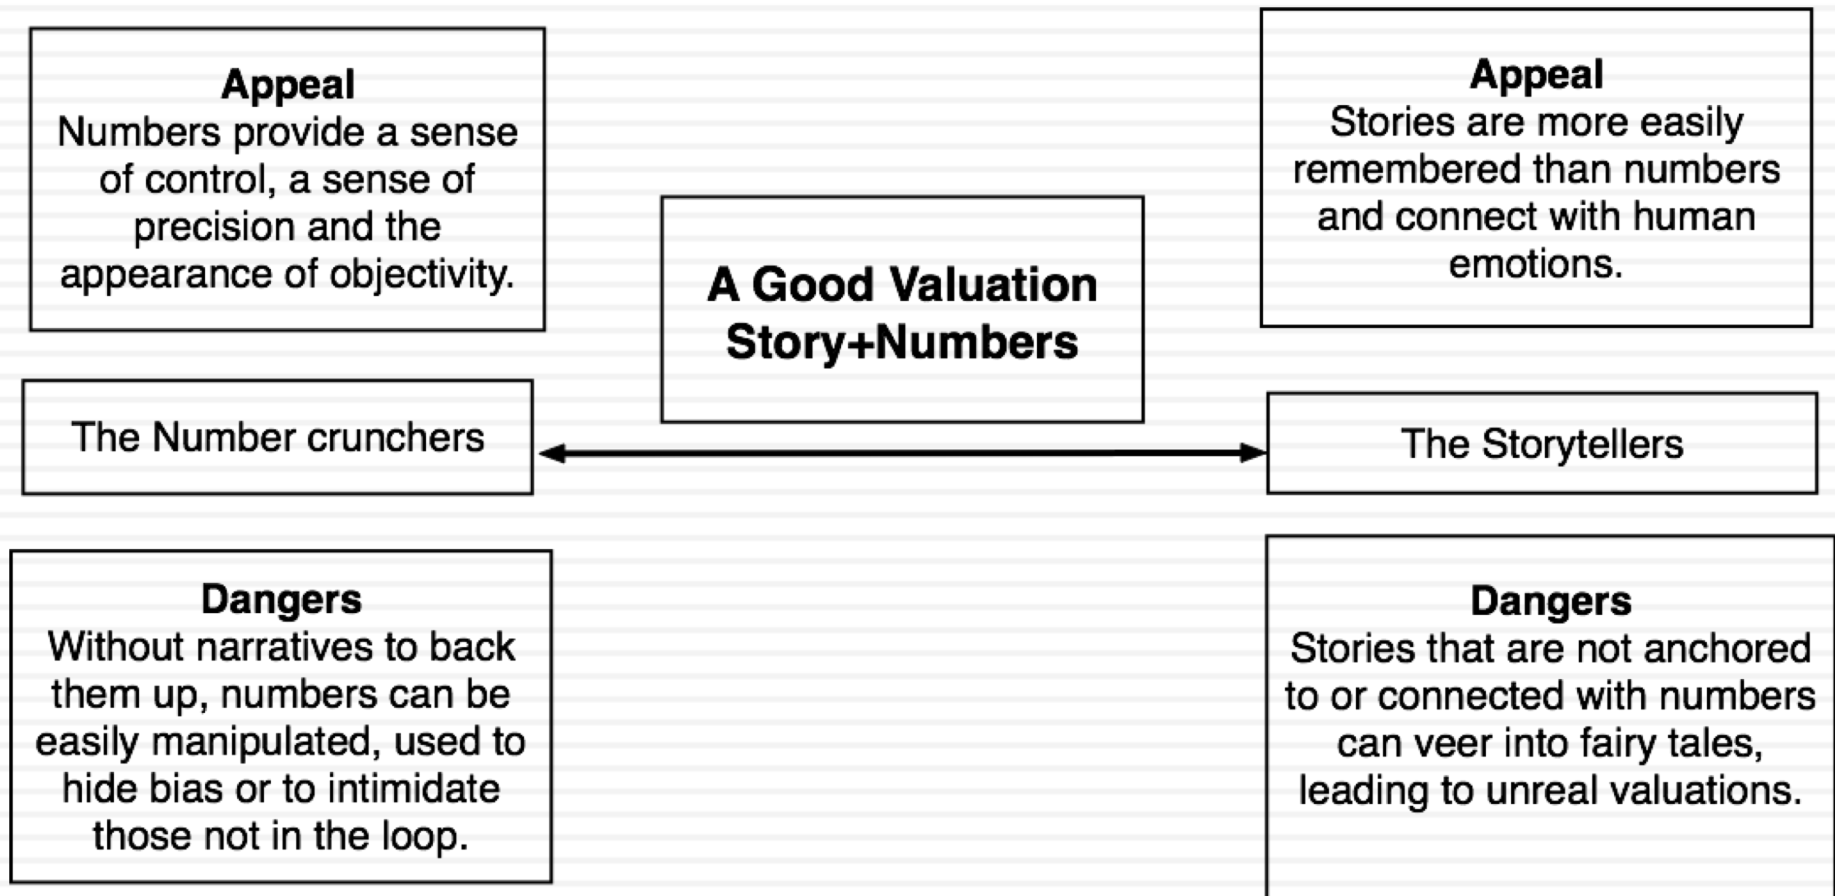 Appeal
Numbers provide a sense
of control, a sense of
precision and the
appearance of objectivity.
A Good Valuation
Story+Numbers
Appeal
Stories are more easily
remembered than numbers
and connect with human
emotions.
The Number crunchers
The Storytellers
Dangers
Without narratives to back
them up, numbers can be
easily manipulated, used to
hide bias or to intimidate
those not in the loop.
Dangers
Stories that are not anchored
to or connected with numbers
can veer into fairy tales,
leading to unreal valuations.